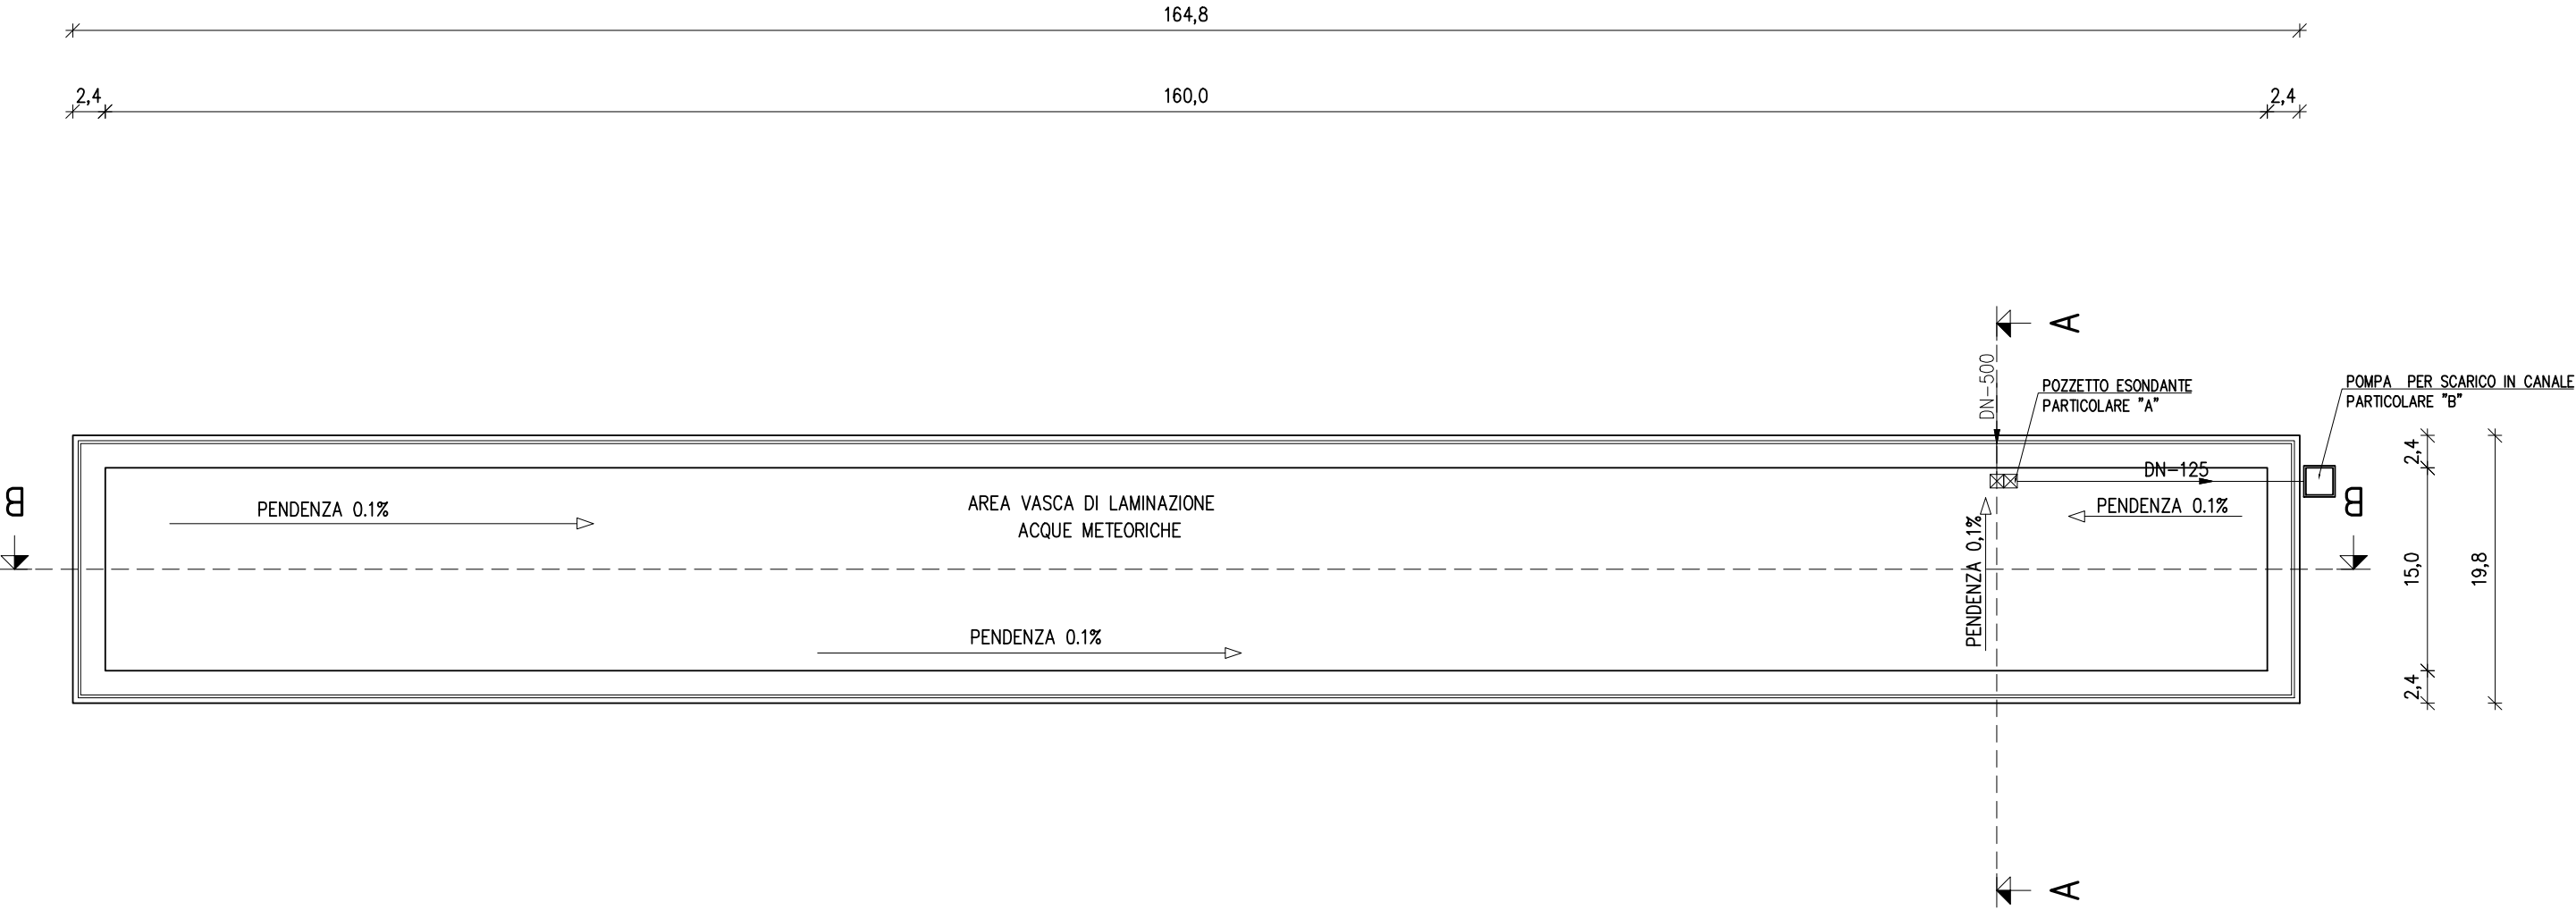 164,8
2,4
160,0
2,4
A
DN-500
POZZETTO ESONDANTE
PARTICOLARE "A"
POMPA PER SCARICO IN CANALE
PARTICOLARE "B"
2,4
DN-125
B
PENDENZA 0.1%
AREA VASCA DI LAMINAZIONE
ACQUE METEORICHE
PENDENZA 0.1%
B
PENDENZA 0,1%
15,0
19,8
PENDENZA 0.1%
2,4
A